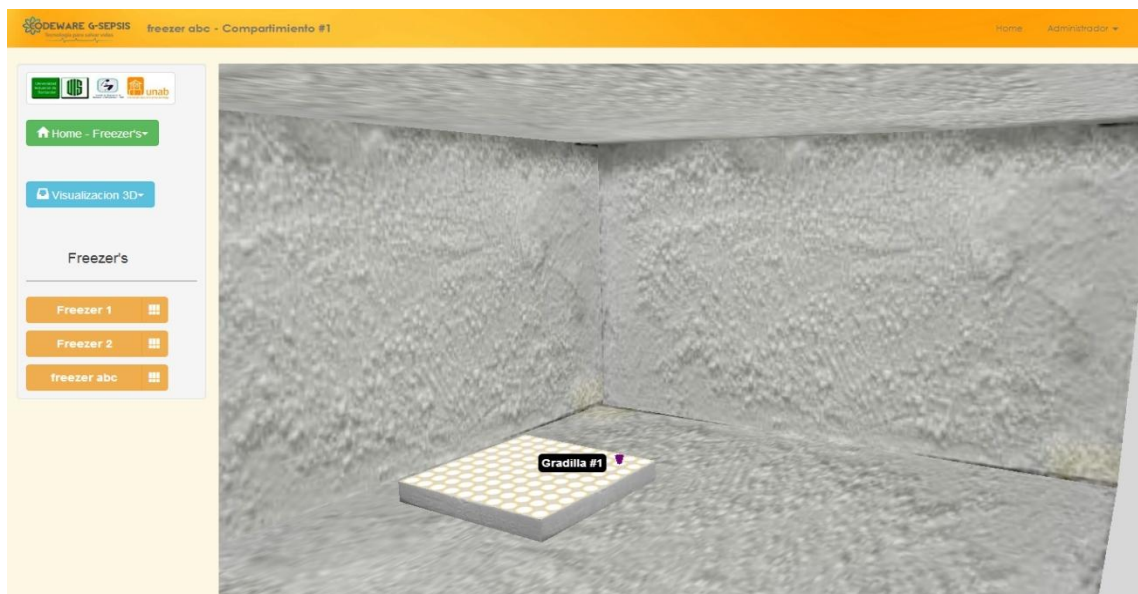 ODEWARE G-SEPSIS
freezer abc - Compartimiento #1
Home
Administrador
UIS
unab
Home - Freezer's
Visualizacion 3D
Freezer's
Freezer 1
Freezer 2
freezer abc
Gradilla #1